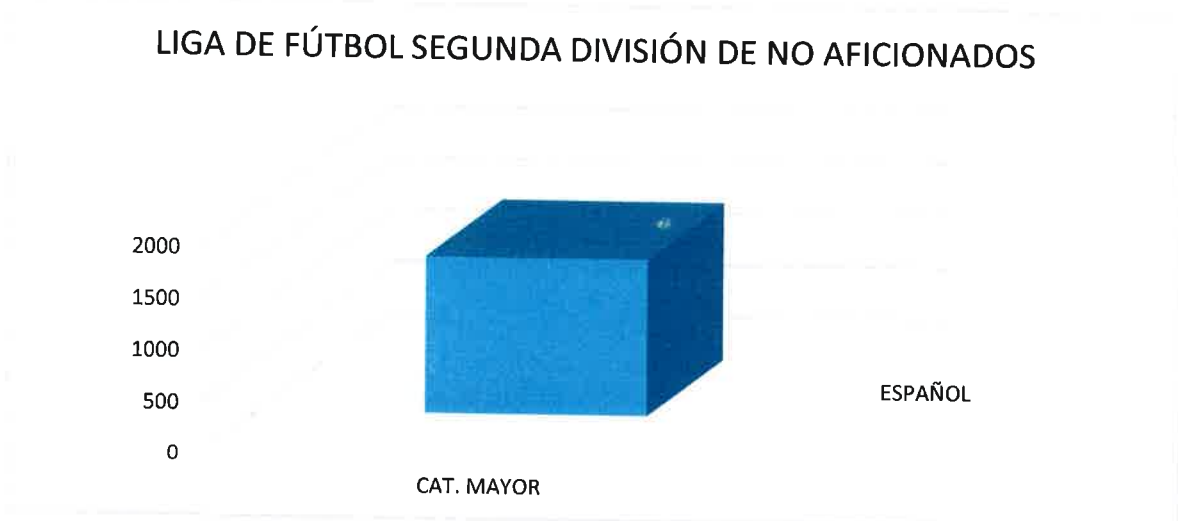 LIGA DE FÚTBOL SEGUNDA DIVISIÓN DE NO AFICIONADOS
2000
1500
1000
500
0
ESPAÑOL
CAT. MAYOR